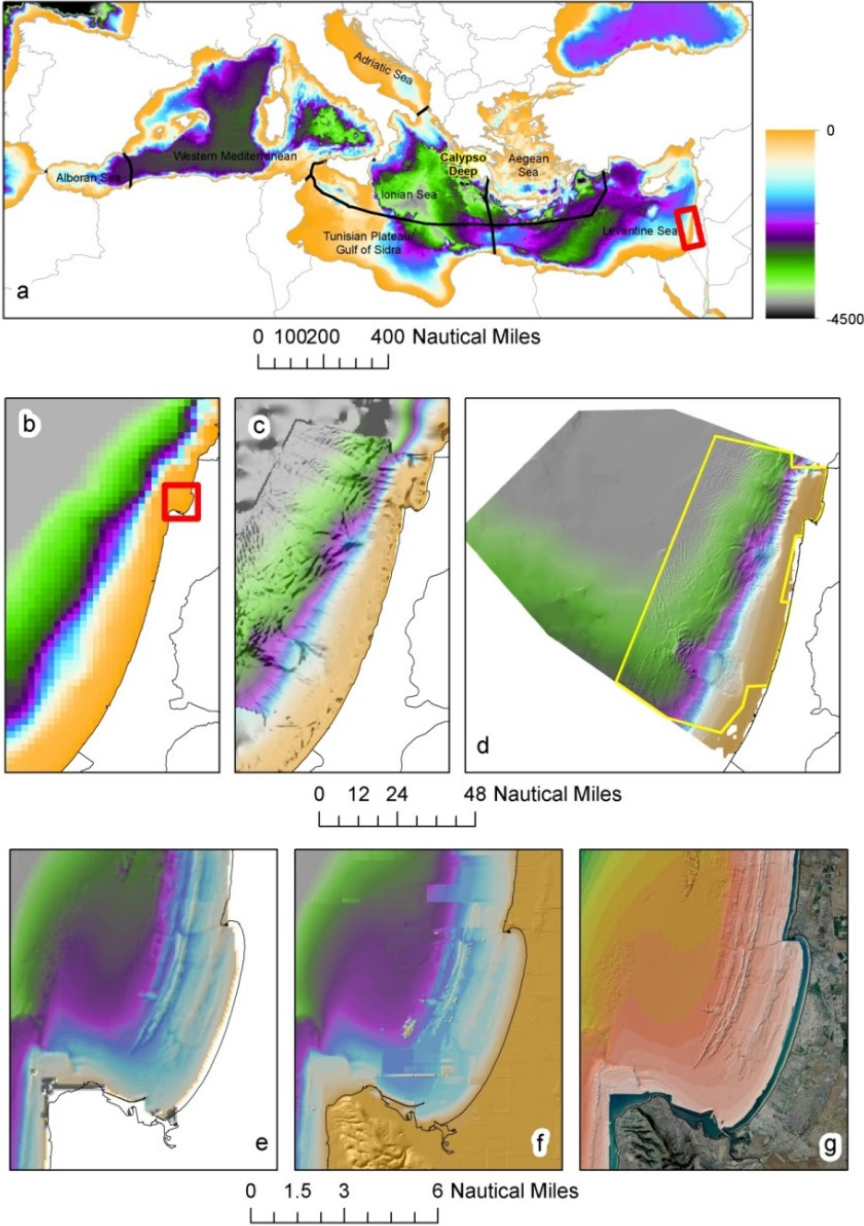 Adriatic Sea
Western Mediterranean
Alboran Sea
Calypso
Deep
Aegean
Sea
Ionian Sea
Tunisian Plateau/
Gulf of Sidra
Levantine Sea
a
0
-4500
0 100200 400 Nautical Miles
b
c
d
0 12 24 48 Nautical Miles
e
f
g
0 1.5 3 6 Nautical Miles